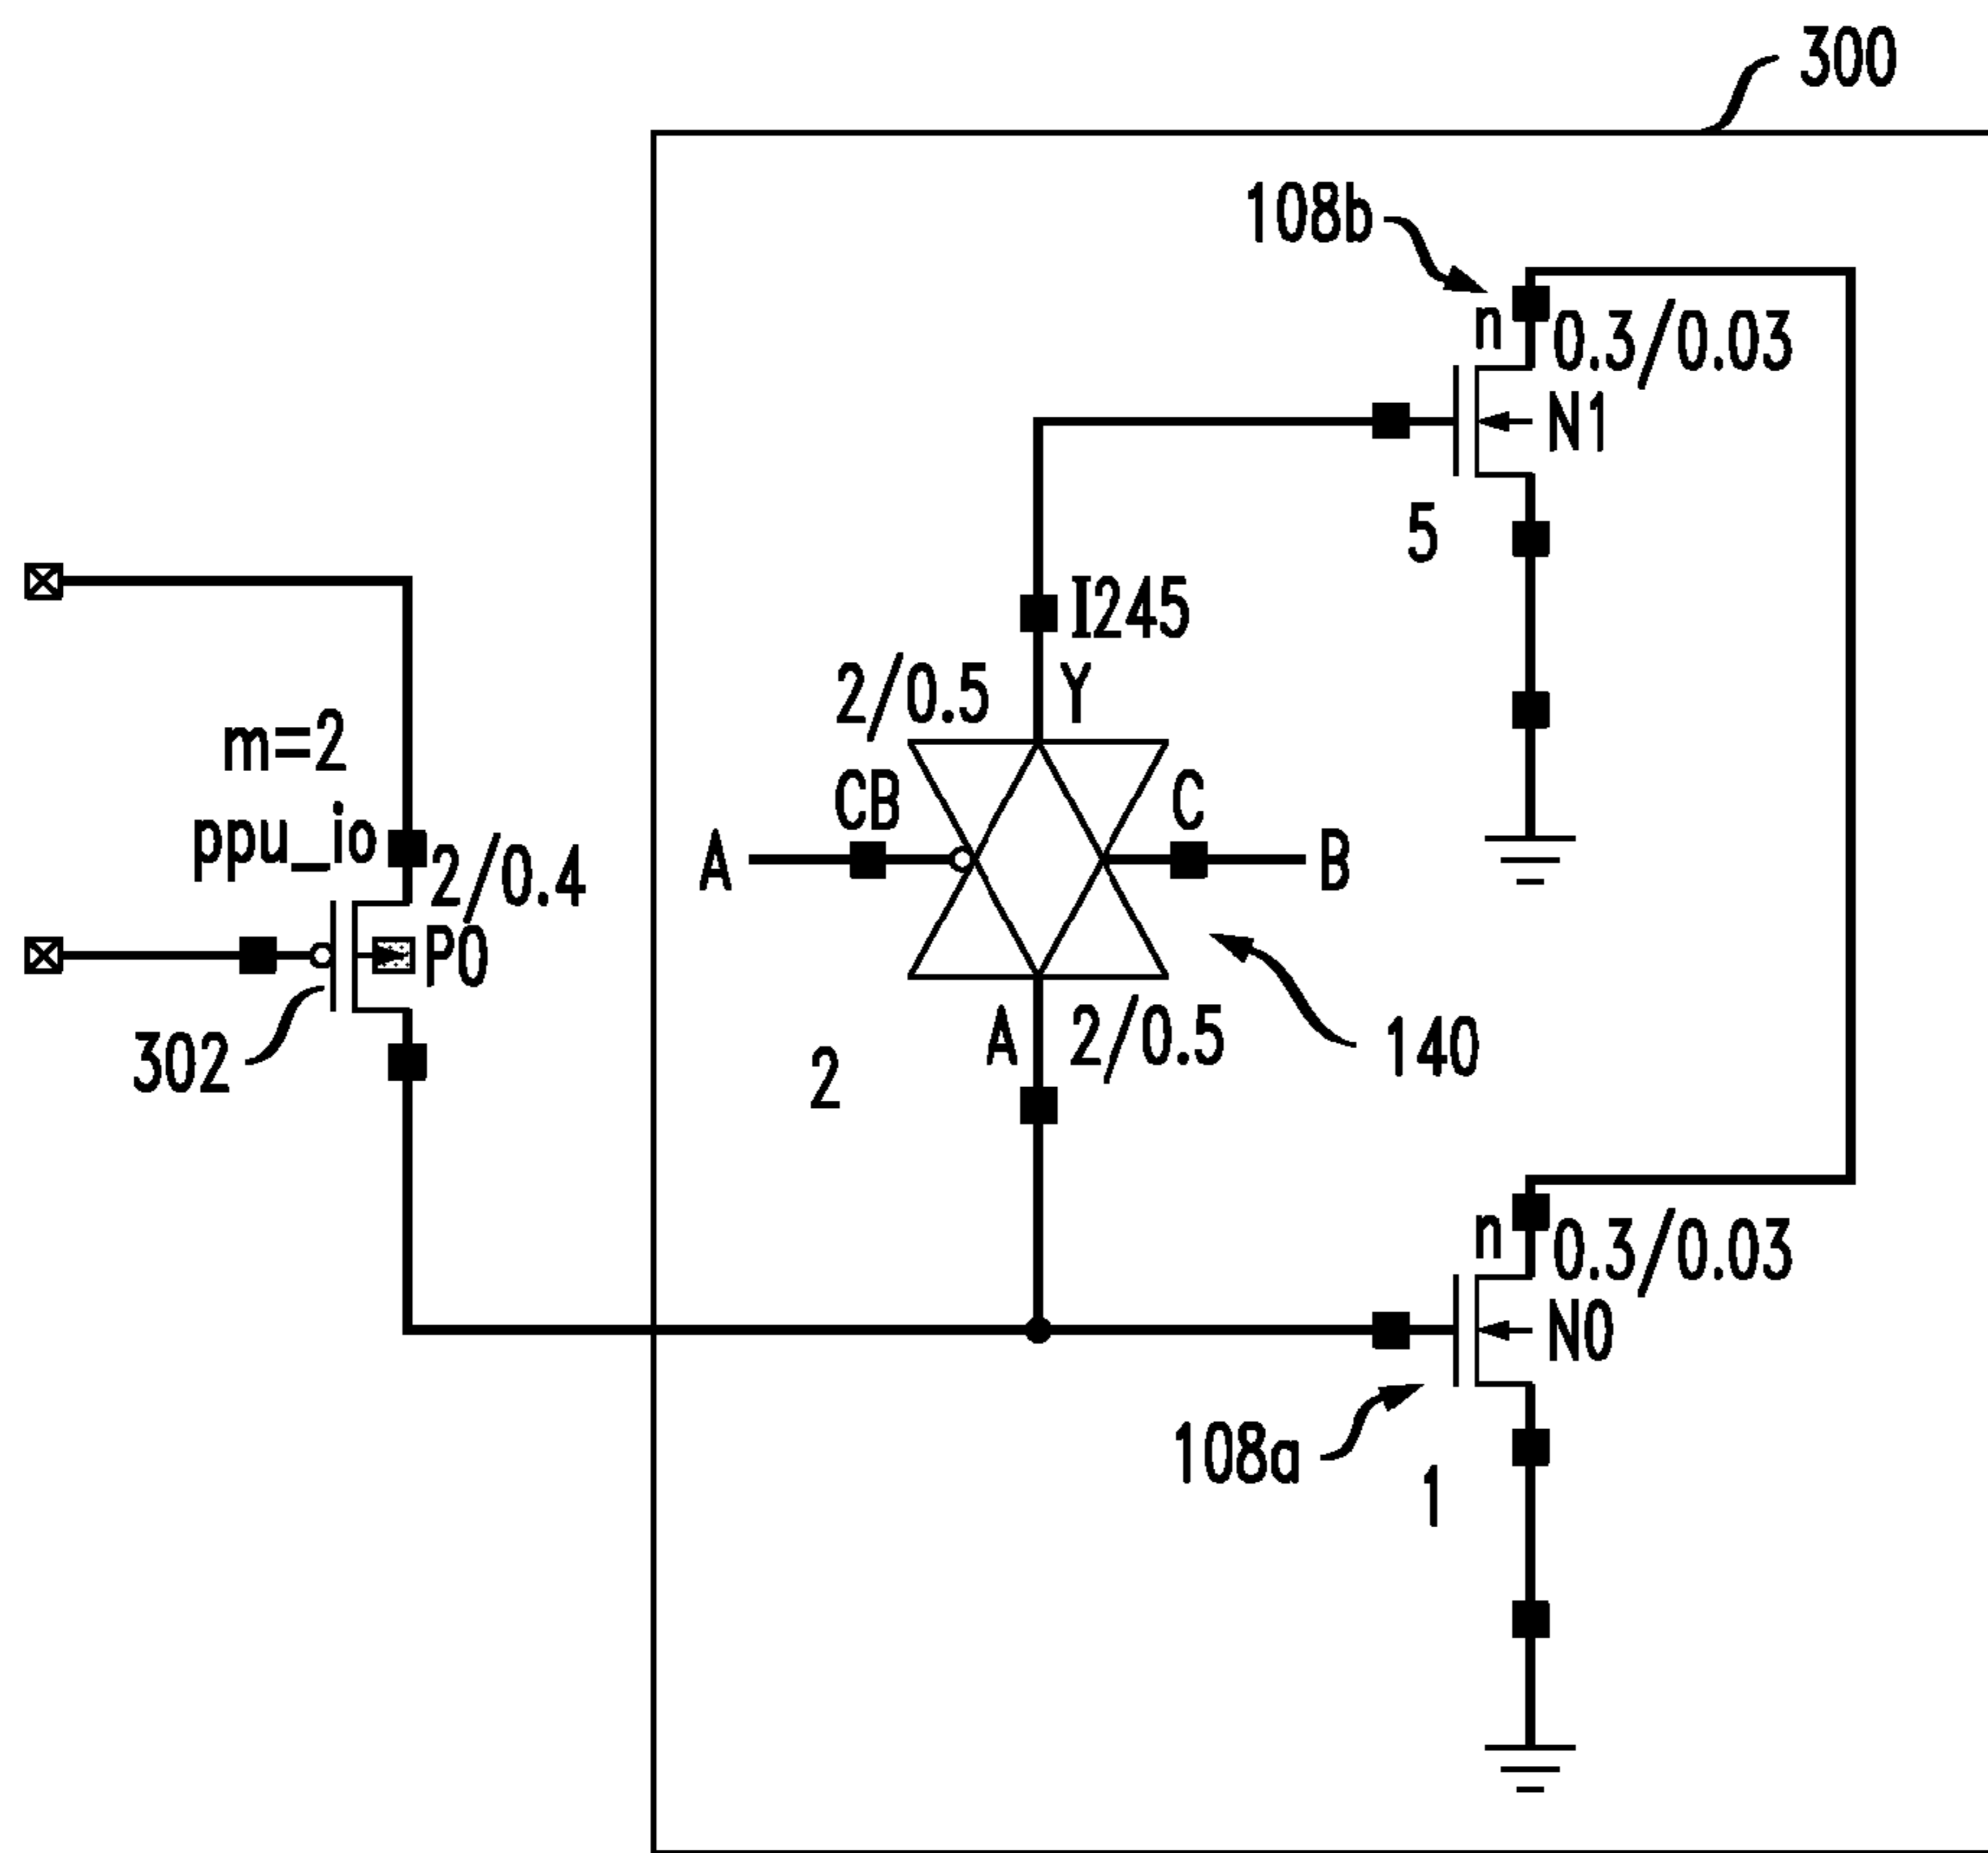 300
108b
n
0.3/0.03
N1
5
I245
2/0.5
Y
m=2
CB
C
ppu_io
2/0.4
A
B
P0
302
A
2/0.5
140
2
n
0.3/0.03
N0
108a
1